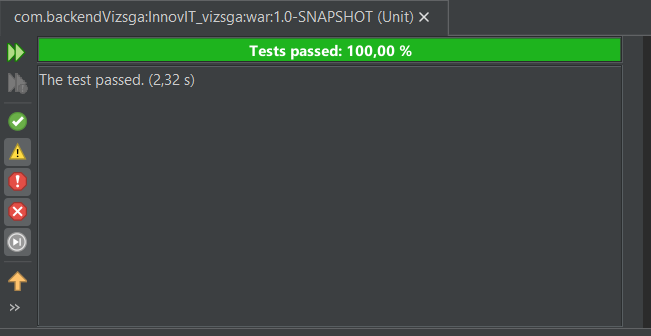 com.backendVizsga:InnovIT_vizsga:war:1.0-SNAPSHOT (Unit)
Tests passed: 100,00 %
The test passed. (2,32 s)